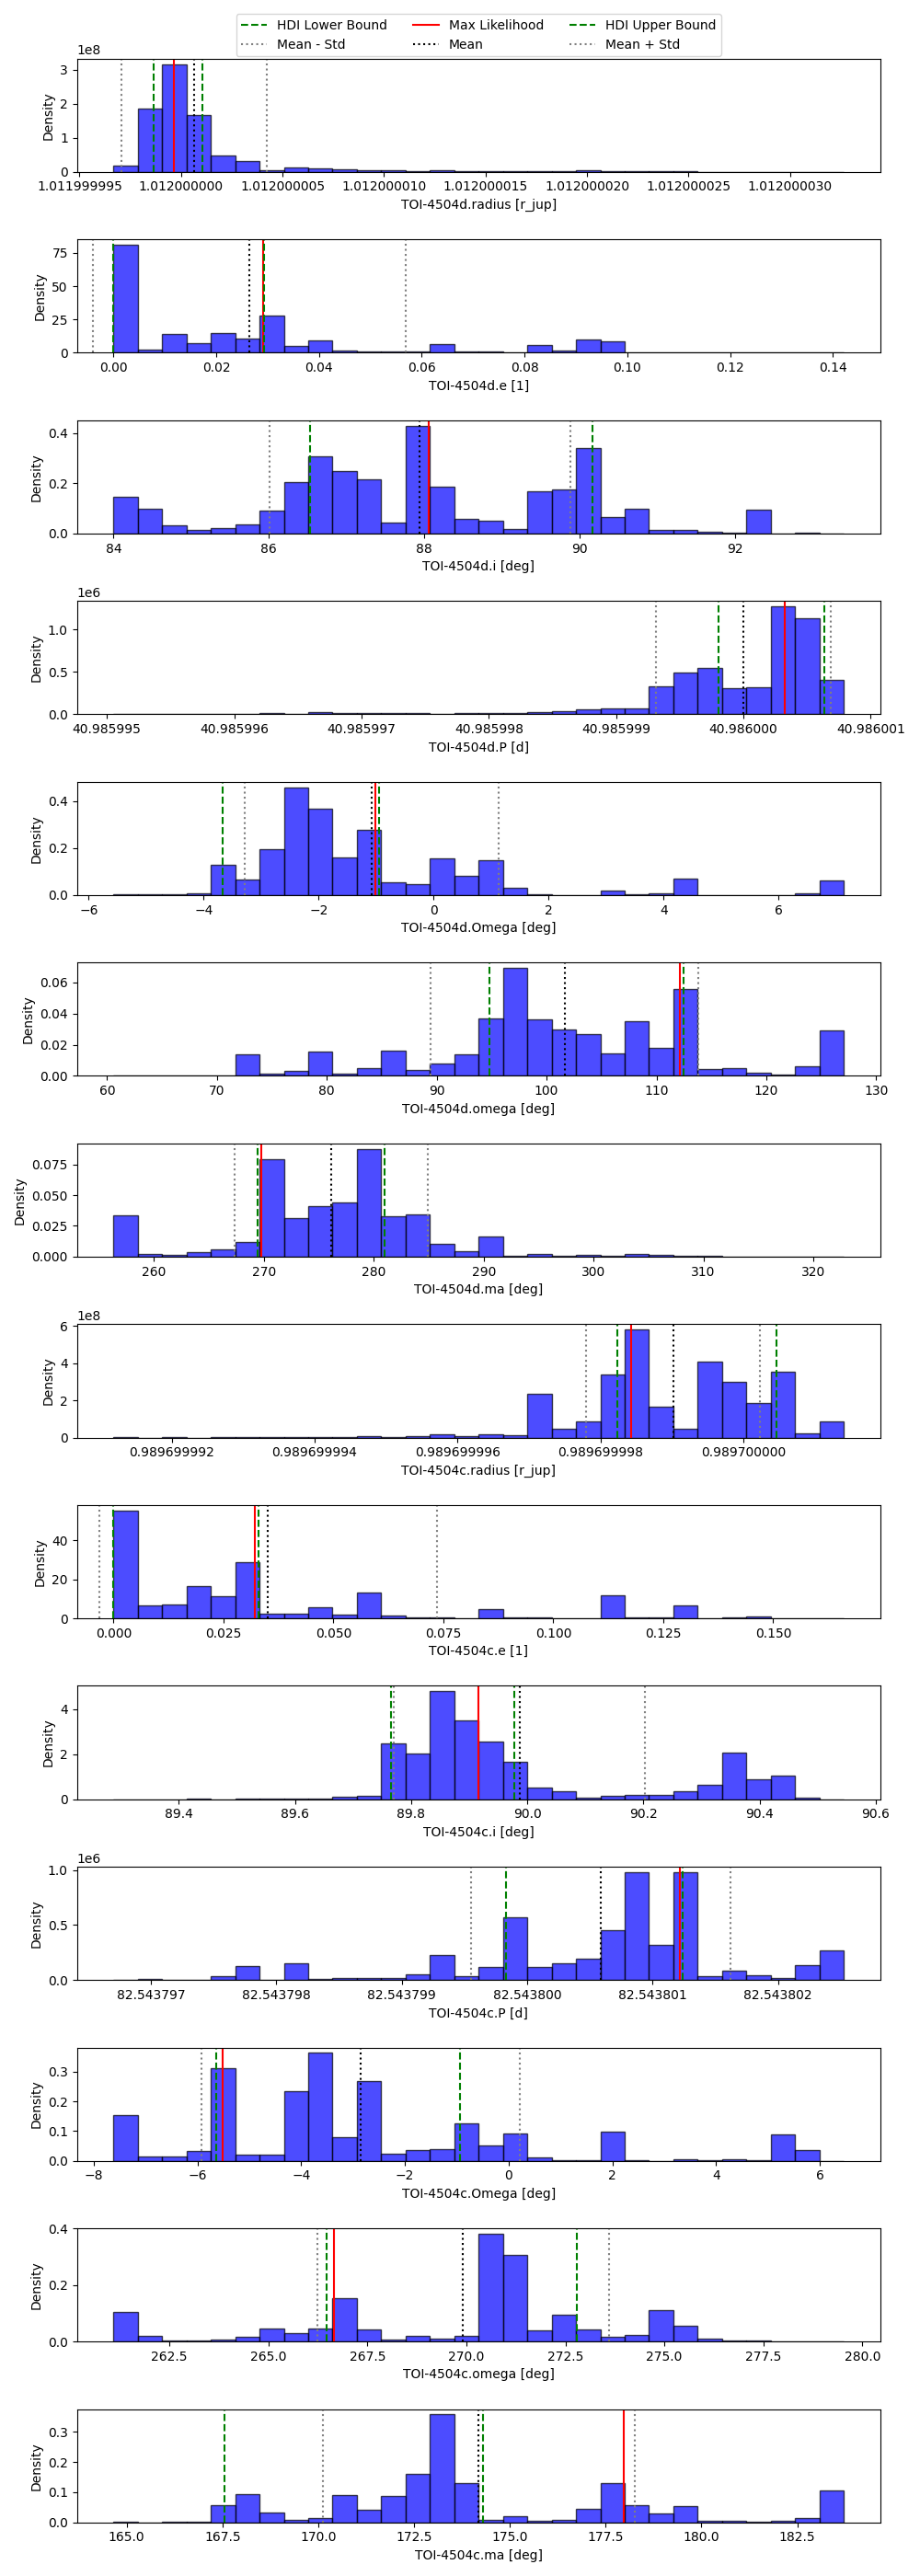 HDI Lower Bound Max Likelihood HDI Upper Bound
Mean - Std Mean Mean + Std
1e8
3
2
1
0
Density
1.011999995 1.012000000 1.012000005 1.012000010 1.012000015 1.012000020 1.012000025 1.012000030
TOI-4504d.radius [r_jup]
75
50
25
0
Density
0.00 0.02 0.04 0.06 0.08 0.10 0.12 0.14
TOI-4504d.e [1]
0.4
0.2
0.0
Density
84 86 88 90 92
TOI-4504d.i [deg]
1e6
1.0
0.5
0.0
Density
40.985995 40.985996 40.985997 40.985998 40.985999 40.986000 40.986001
TOI-4504d.P [d]
0.4
0.2
0.0
Density
−6 −4 −2 0 2 4 6
TOI-4504d.Omega [deg]
0.06
0.04
0.02
0.00
Density
60 70 80 90 100 110 120 130
TOI-4504d.omega [deg]
0.075
0.050
0.025
0.000
Density
260 270 280 290 300 310 320
TOI-4504d.ma [deg]
1e8
6
4
2
0
Density
0.989699992 0.989699994 0.989699996 0.989699998 0.989700000
TOI-4504c.radius [r_jup]
40
20
0
Density
0.000 0.025 0.050 0.075 0.100 0.125 0.150
TOI-4504c.e [1]
4
2
0
Density
89.4 89.6 89.8 90.0 90.2 90.4 90.6
TOI-4504c.i [deg]
1e6
1.0
0.5
0.0
Density
82.543797 82.543798 82.543799 82.543800 82.543801 82.543802
TOI-4504c.P [d]
0.3
0.2
0.1
0.0
Density
−8 −6 −4 −2 0 2 4 6
TOI-4504c.Omega [deg]
0.4
0.2
0.0
Density
262.5 265.0 267.5 270.0 272.5 275.0 277.5 280.0
TOI-4504c.omega [deg]
0.3
0.2
0.1
0.0
Density
165.0 167.5 170.0 172.5 175.0 177.5 180.0 182.5
TOI-4504c.ma [deg]